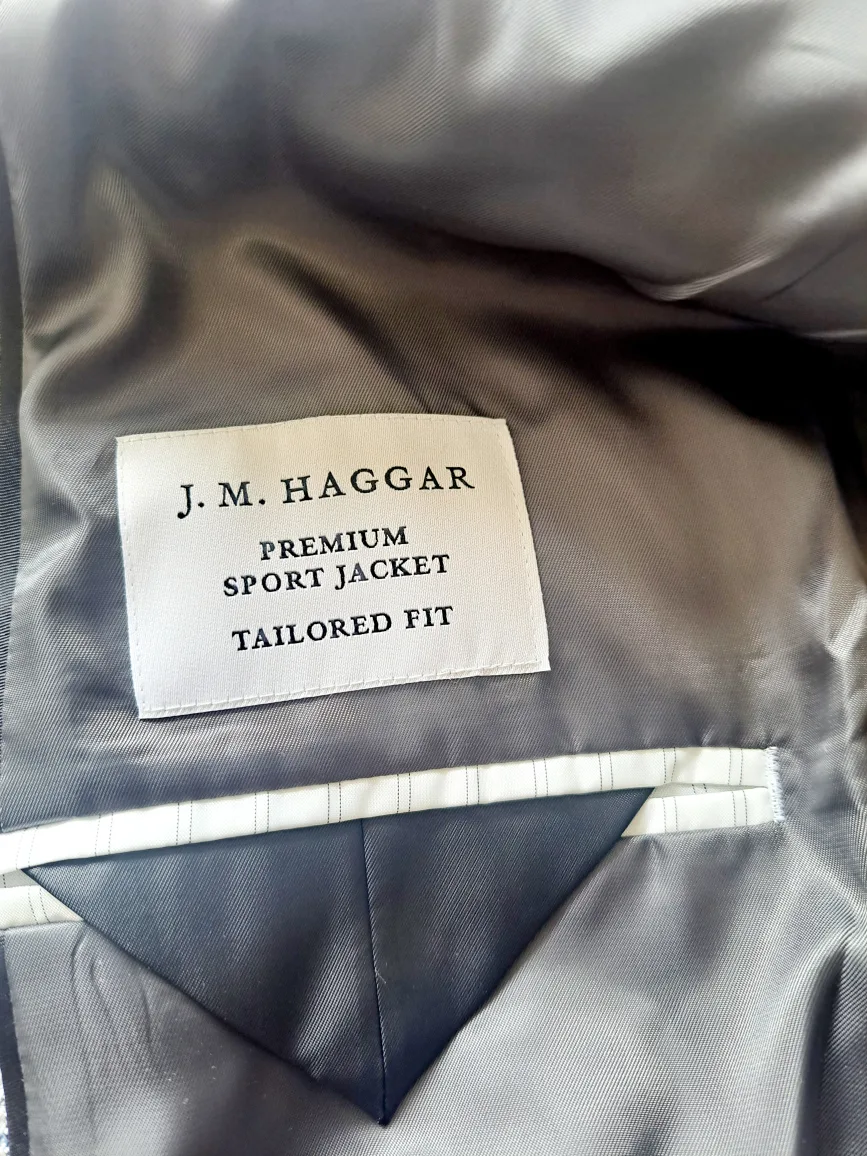 J. M. HAGGAR
PREMIUM
SPORT JACKET
TAILORED FIT